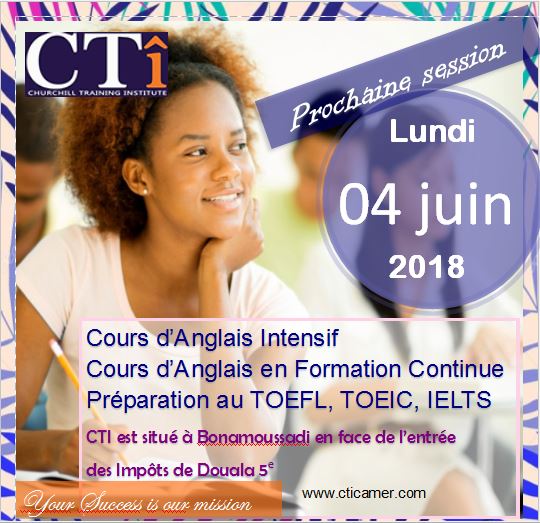 CTî
CHURCHILL TRAINING INSTITUTE
Prochaine session
Lundi
04 juin
2018
Cours d’Anglais Intensif
Cours d’Anglais en Formation Continue
Préparation au TOEFL, TOEIC, IELTS
CTI est situé à Bonamoussadi en face de l’entrée
des Impôts de Douala 5e
Your Success is our mission
www.cticamer.com